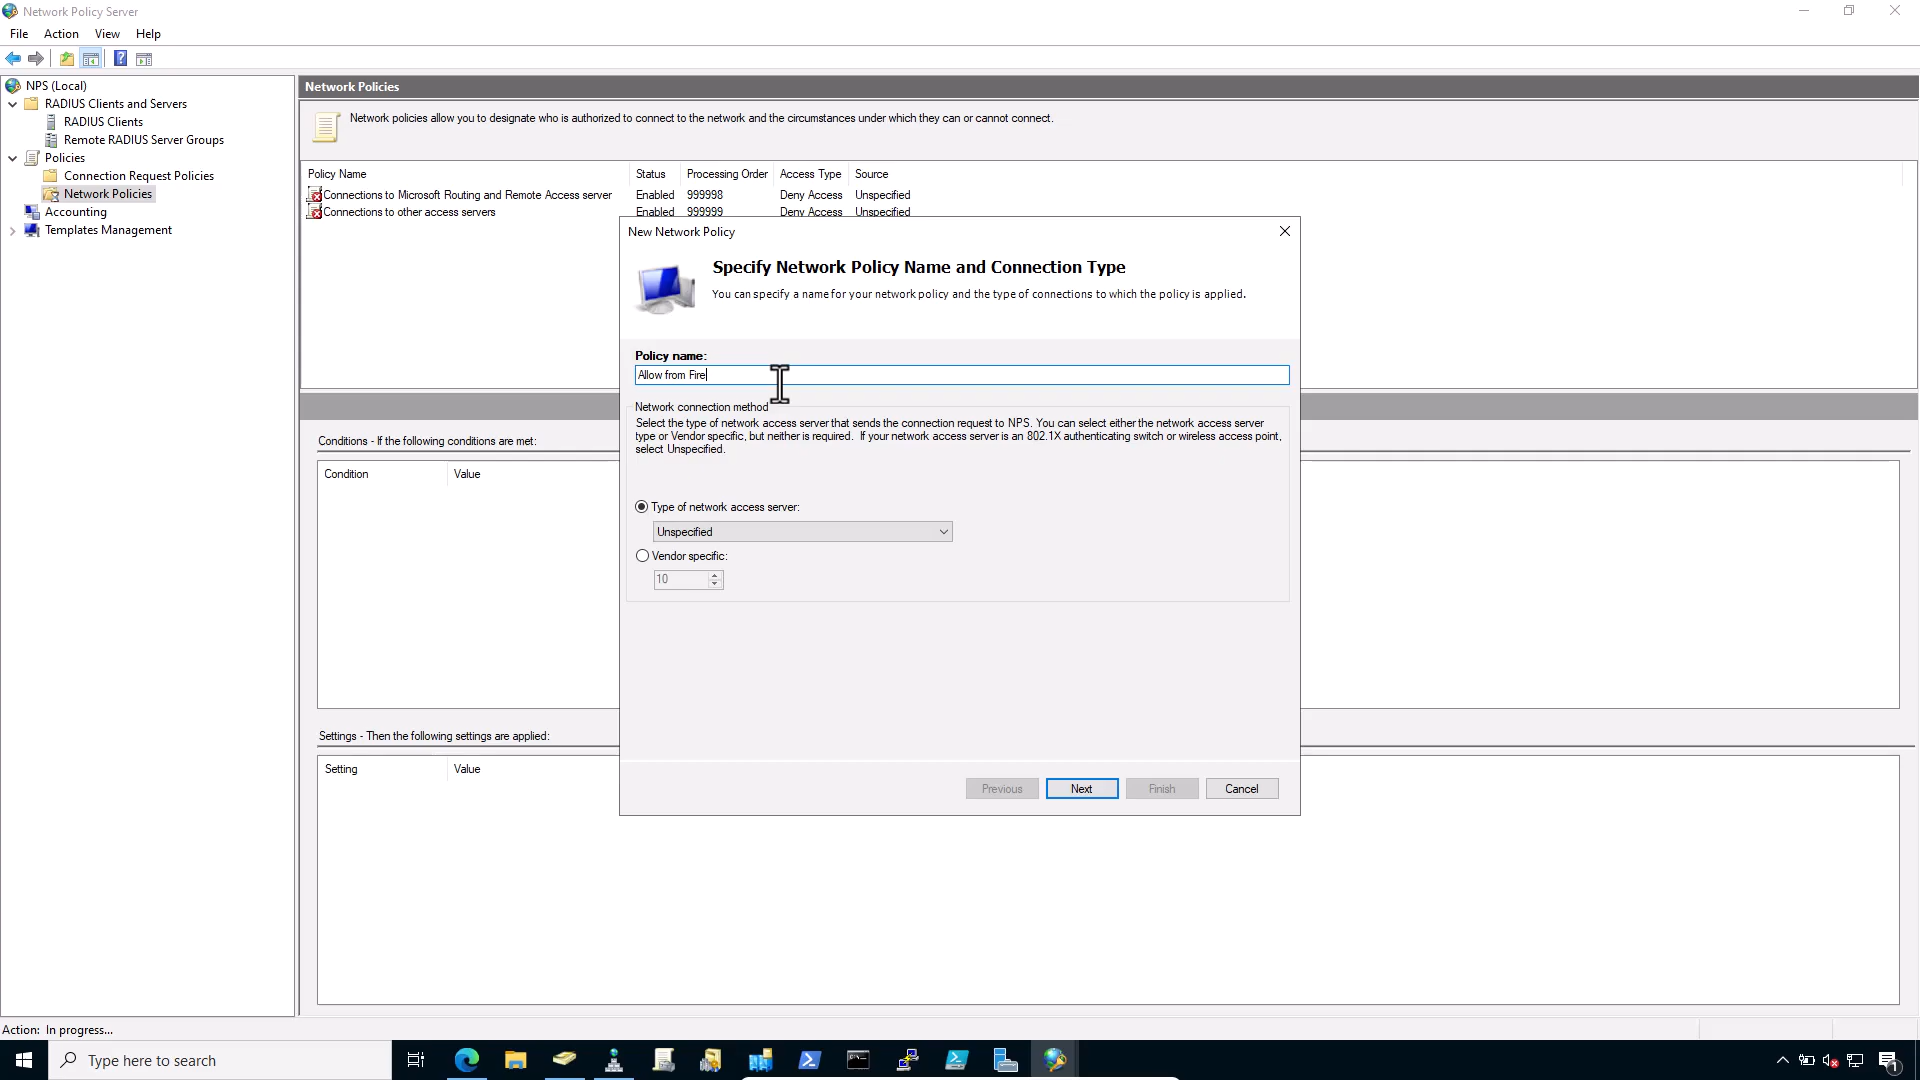 Network Policy Server
File Action View Help
NPS (Local)
RADIUS Clients and Servers
RADIUS Clients
Remote RADIUS Server Groups
Policies
Connection Request Policies
Network Policies
Accounting
Templates Management
Network Policies
Network policies allow you to designate who is authorized to connect to the network and the circumstances under which they can or cannot connect.
Policy Name Status Processing Order Access Type Source
Connections to Microsoft Routing and Remote Access server Enabled 999998 Deny Access Unspecified
Connections to other access servers Enabled 999999 Deny Access Unspecified
Conditions - If the following conditions are met:
Condition Value
Settings - Then the following settings are applied:
Setting Value
New Network Policy
Specify Network Policy Name and Connection Type
You can specify a name for your network policy and the type of connections to which the policy is applied.
Policy name:
Allow from Fire
Network connection method
Select the type of network access server that sends the connection request to NPS. You can select either the network access server
type or Vendor specific, but neither is required. If your network access server is an 802.1X authenticating switch or wireless access point,
select Unspecified.
Type of network access server:
Unspecified
Vendor specific:
10
Previous Next Finish Cancel
Action: In progress...
Type here to search
1